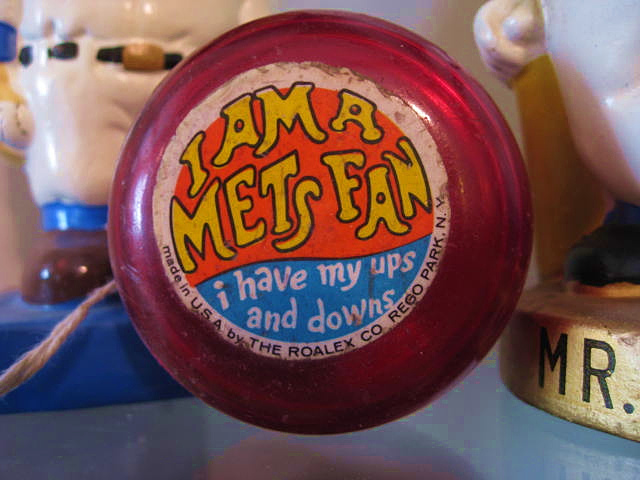 I AM A
METS FAN
i have my ups
and downs
made in U.S.A by THE ROALEX CO REGO PARK, N.Y.
MR.